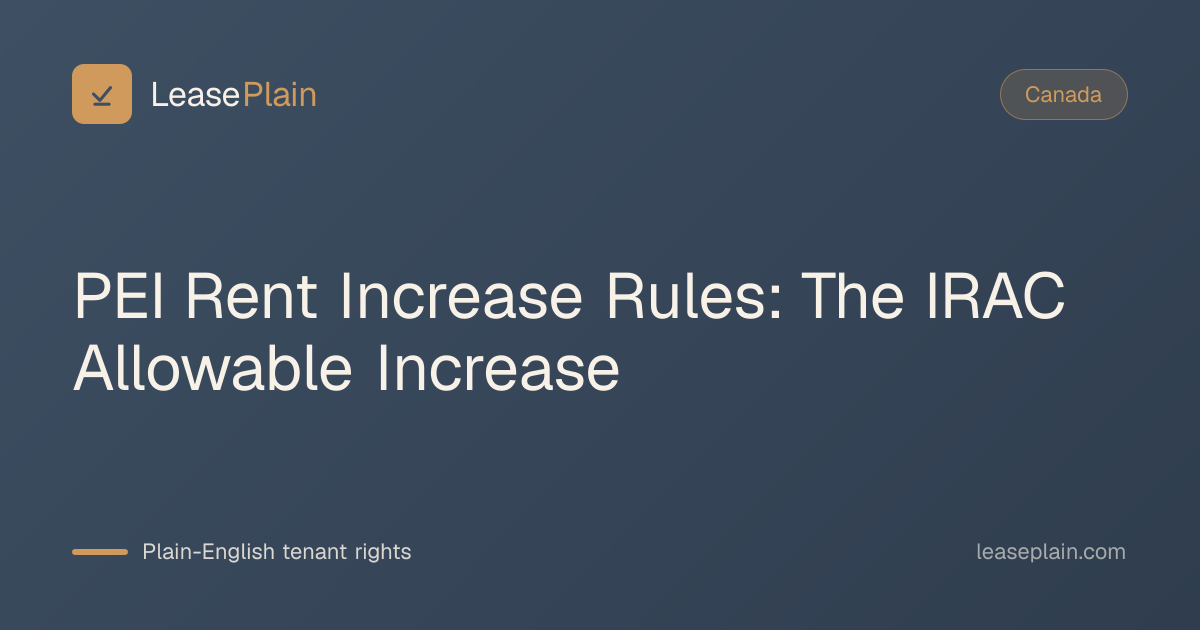 LeasePlain
Canada
PEI Rent Increase Rules: The IRAC
Allowable Increase
Plain-English tenant rights
leaseplain.com